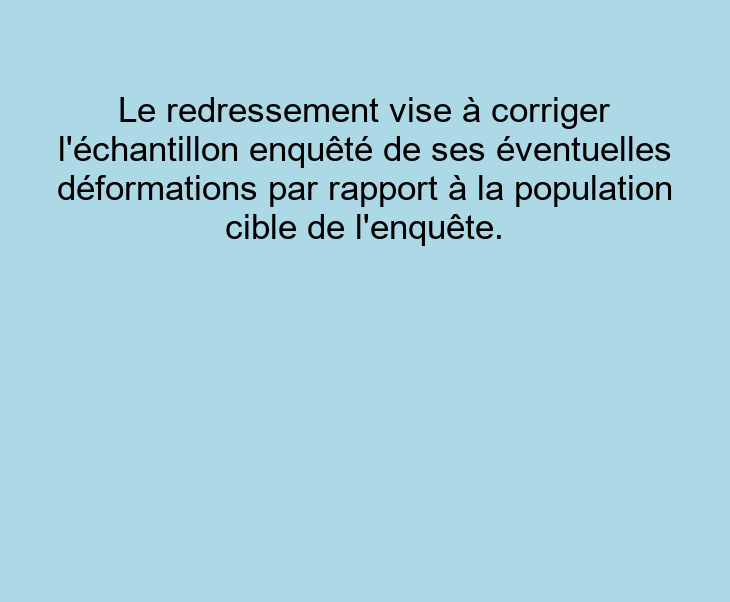 Le redressement vise à corriger
l'échantillon enquêté de ses éventuelles
déformations par rapport à la population
cible de l'enquête.